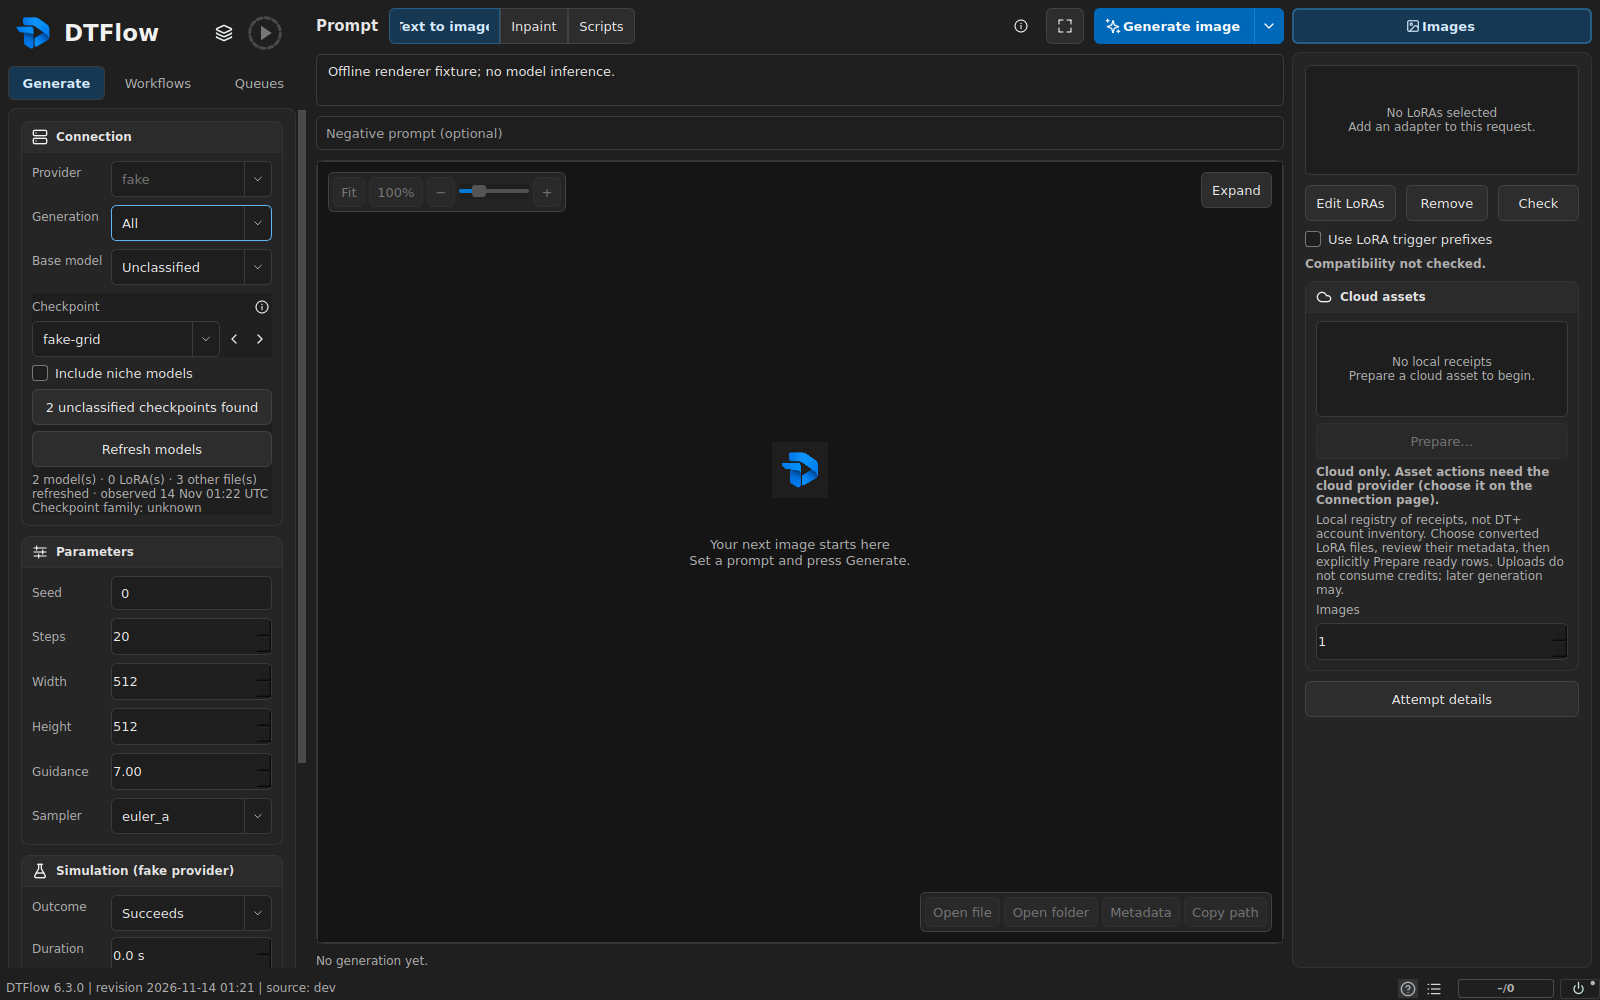 DTFlow
Generate
Workflows
Queues
Connection
Provider
fake
Generation
All
Base model
Unclassified
Checkpoint
fake-grid
Include niche models
2 unclassified checkpoints found
Refresh models
2 model(s) · 0 LoRA(s) · 3 other file(s)
refreshed · observed 14 Nov 01:22 UTC
Checkpoint family: unknown
Parameters
Seed
0
Steps
20
Width
512
Height
512
Guidance
7.00
Sampler
euler_a
Simulation (fake provider)
Outcome
Succeeds
Duration
0.0 s
Prompt
Text to image
Inpaint
Scripts
Generate image
Offline renderer fixture; no model inference.
Negative prompt (optional)
Fit
100%
−
+
Expand
Your next image starts here
Set a prompt and press Generate.
Open file
Open folder
Metadata
Copy path
No generation yet.
Images
No LoRAs selected
Add an adapter to this request.
Edit LoRAs
Remove
Check
Use LoRA trigger prefixes
Compatibility not checked.
Cloud assets
No local receipts
Prepare a cloud asset to begin.
Prepare...
Cloud only. Asset actions need the
cloud provider (choose it on the
Connection page).
Local registry of receipts, not DT+
account inventory. Choose converted
LoRA files, review their metadata, then
explicitly Prepare ready rows. Uploads do
not consume credits; later generation
may.
Images
1
Attempt details
DTFlow 6.3.0 | revision 2026-11-14 01:21 | source: dev
–/0